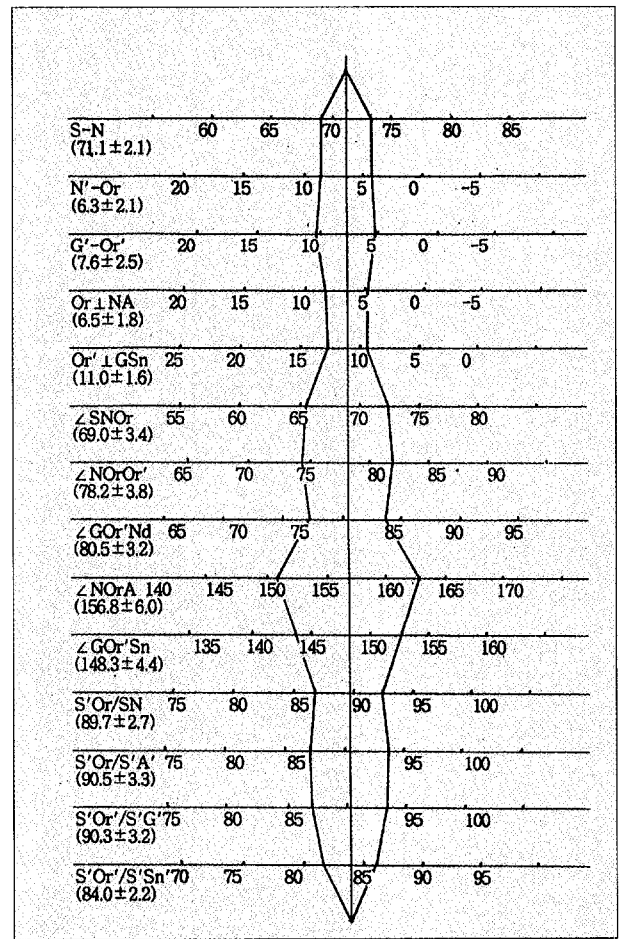 S-N 60 65 70 75 80 85
(71.1±2.1)
N′-Or 20 15 10 5 0 -5
(6.3±2.1)
G′-Or′ 20 15 10 5 0 -5
(7.6±2.5)
Or⊥NA 20 15 10 5 0 -5
(6.5±1.8)
Or′⊥GSn 25 20 15 10 5 0
(11.0±1.6)
∠SNOr 55 60 65 70 75 80
(69.0±3.4)
∠NOrOr′ 65 70 75 80 85 90
(78.2±3.8)
∠GOr′Nd 65 70 75 85 90 95
(80.5±3.2)
∠NOrA 140 145 150 155 160 165 170
(156.8±6.0)
∠GOr′Sn 135 140 145 150 155 160
(148.3±4.4)
S′Or/SN 75 80 85 90 95 100
(89.7±2.7)
S′Or/S′A′ 75 80 85 95 100
(90.5±3.3)
S′Or′/S′G′ 75 80 85 95 100
(90.3±3.2)
S′Or′/S′Sn′ 70 75 80 85 90 95
(84.0±2.2)